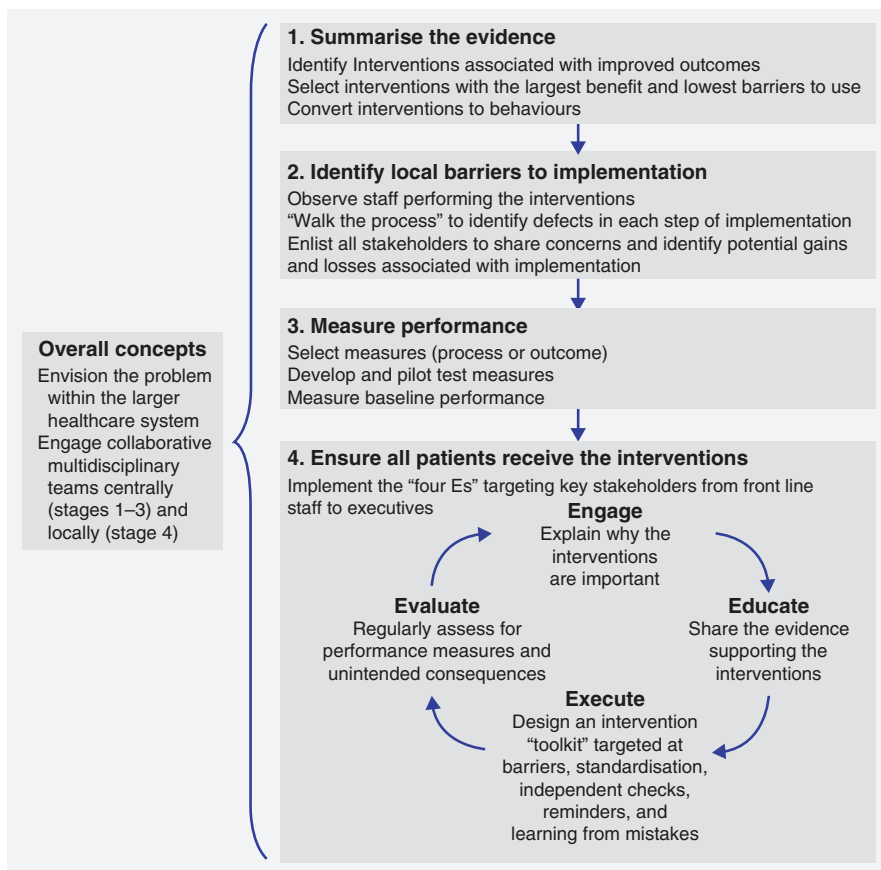 1. Summarise the evidence
Identify Interventions associated with improved outcomes
Select interventions with the largest benefit and lowest barriers to use
Convert interventions to behaviours
2. Identify local barriers to implementation
Observe staff performing the interventions
“Walk the process” to identify defects in each step of implementation
Enlist all stakeholders to share concerns and identify potential gains
and losses associated with implementation
Overall concepts
Envision the problem
within the larger
healthcare system
Engage collaborative
multidisciplinary
teams centrally
(stages 1–3) and
locally (stage 4)
3. Measure performance
Select measures (process or outcome)
Develop and pilot test measures
Measure baseline performance
4. Ensure all patients receive the interventions
Implement the “four Es” targeting key stakeholders from front line
staff to executives
Engage
Explain why the
interventions
are important
Educate
Share the evidence
supporting the
interventions
Execute
Design an intervention
“toolkit” targeted at
barriers, standardisation,
independent checks,
reminders, and
learning from mistakes
Evaluate
Regularly assess for
performance measures and
unintended consequences